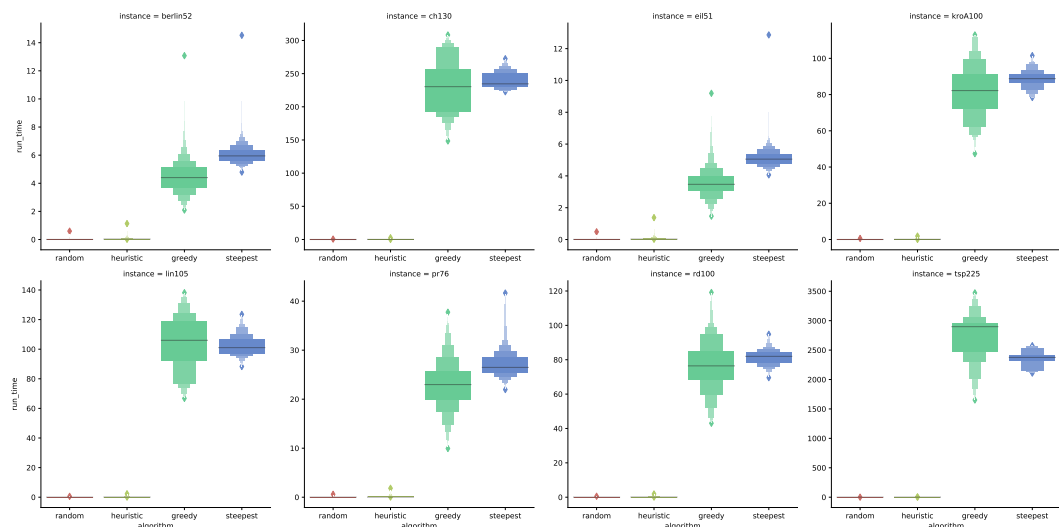 instance = berlin52
instance = ch130
instance = eil51
instance = kroA100
run_time
14
12
10
8
6
4
2
0
300
250
200
150
100
50
0
12
10
8
6
4
2
0
100
80
60
40
20
0
random heuristic greedy steepest
random heuristic greedy steepest
random heuristic greedy steepest
random heuristic greedy steepest
instance = lin105
instance = pr76
instance = rd100
instance = tsp225
run_time
140
120
100
80
60
40
20
0
40
30
20
10
0
120
100
80
60
40
20
0
3500
3000
2500
2000
1500
1000
500
0
random heuristic greedy steepest
random heuristic greedy steepest
random heuristic greedy steepest
random heuristic greedy steepest
algorithm
algorithm
algorithm
algorithm